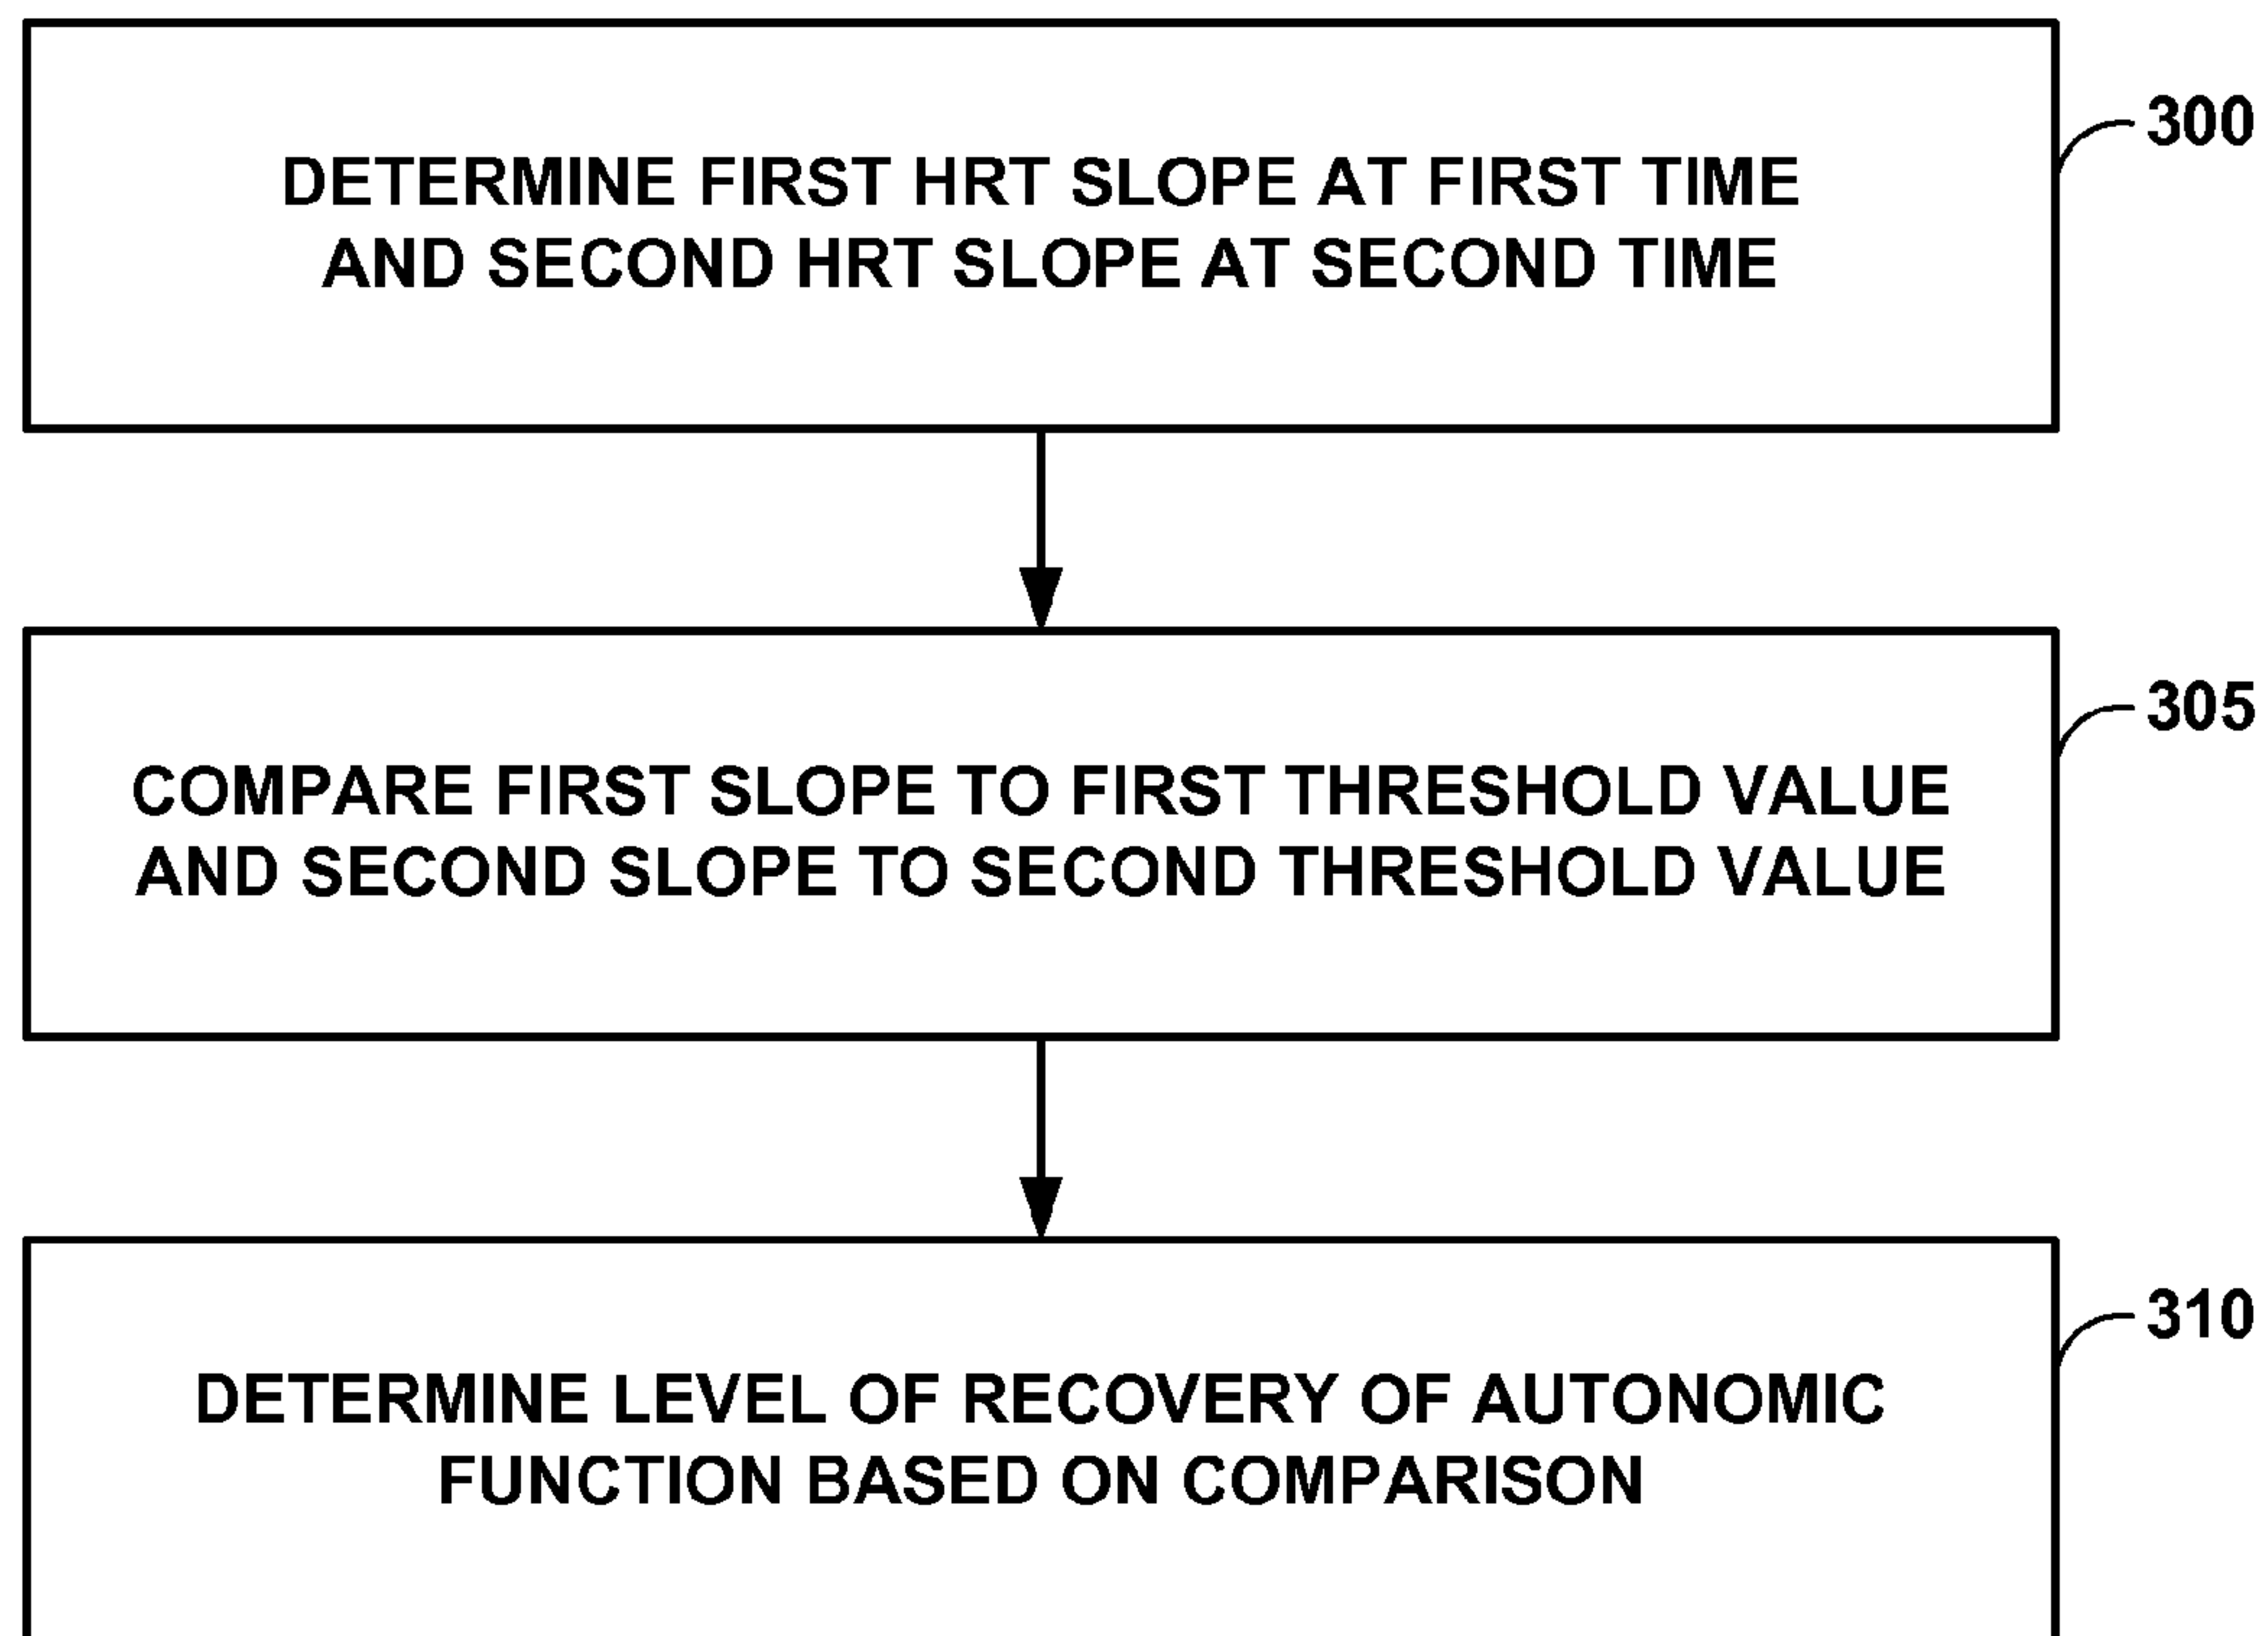 300
DETERMINE FIRST HRT SLOPE AT FIRST TIME
AND SECOND HRT SLOPE AT SECOND TIME
305
COMPARE FIRST SLOPE TO FIRST THRESHOLD VALUE
AND SECOND SLOPE TO SECOND THRESHOLD VALUE
310
DETERMINE LEVEL OF RECOVERY OF AUTONOMIC
FUNCTION BASED ON COMPARISON